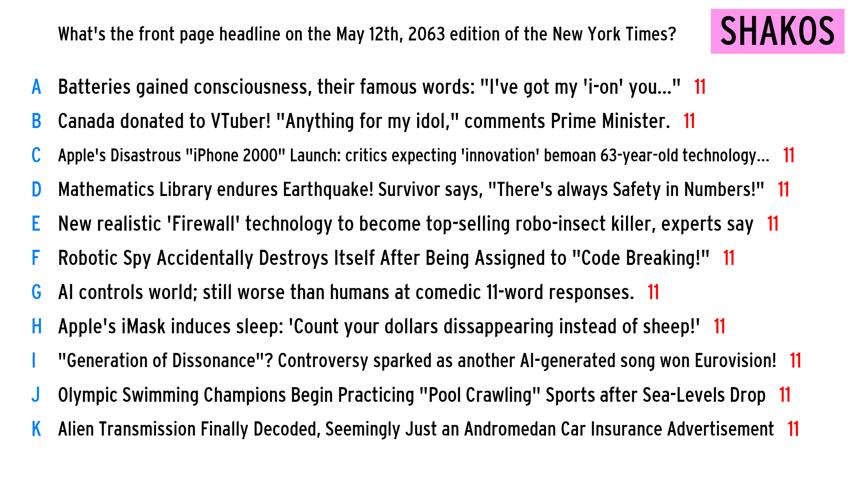 What's the front page headline on the May 12th, 2063 edition of the New York Times?
SHAKOS
A Batteries gained consciousness, their famous words: "I've got my 'i-on' you..." 11
B Canada donated to VTuber! "Anything for my idol," comments Prime Minister. 11
C Apple's Disastrous "iPhone 2000" Launch: critics expecting 'innovation' bemoan 63-year-old technology... 11
D Mathematics Library endures Earthquake! Survivor says, "There's always Safety in Numbers!" 11
E New realistic 'Firewall' technology to become top-selling robo-insect killer, experts say 11
F Robotic Spy Accidentally Destroys Itself After Being Assigned to "Code Breaking!" 11
G AI controls world; still worse than humans at comedic 11-word responses. 11
H Apple's iMask induces sleep: 'Count your dollars dissappearing instead of sheep!' 11
I "Generation of Dissonance"? Controversy sparked as another AI-generated song won Eurovision! 11
J Olympic Swimming Champions Begin Practicing "Pool Crawling" Sports after Sea-Levels Drop 11
K Alien Transmission Finally Decoded, Seemingly Just an Andromedan Car Insurance Advertisement 11